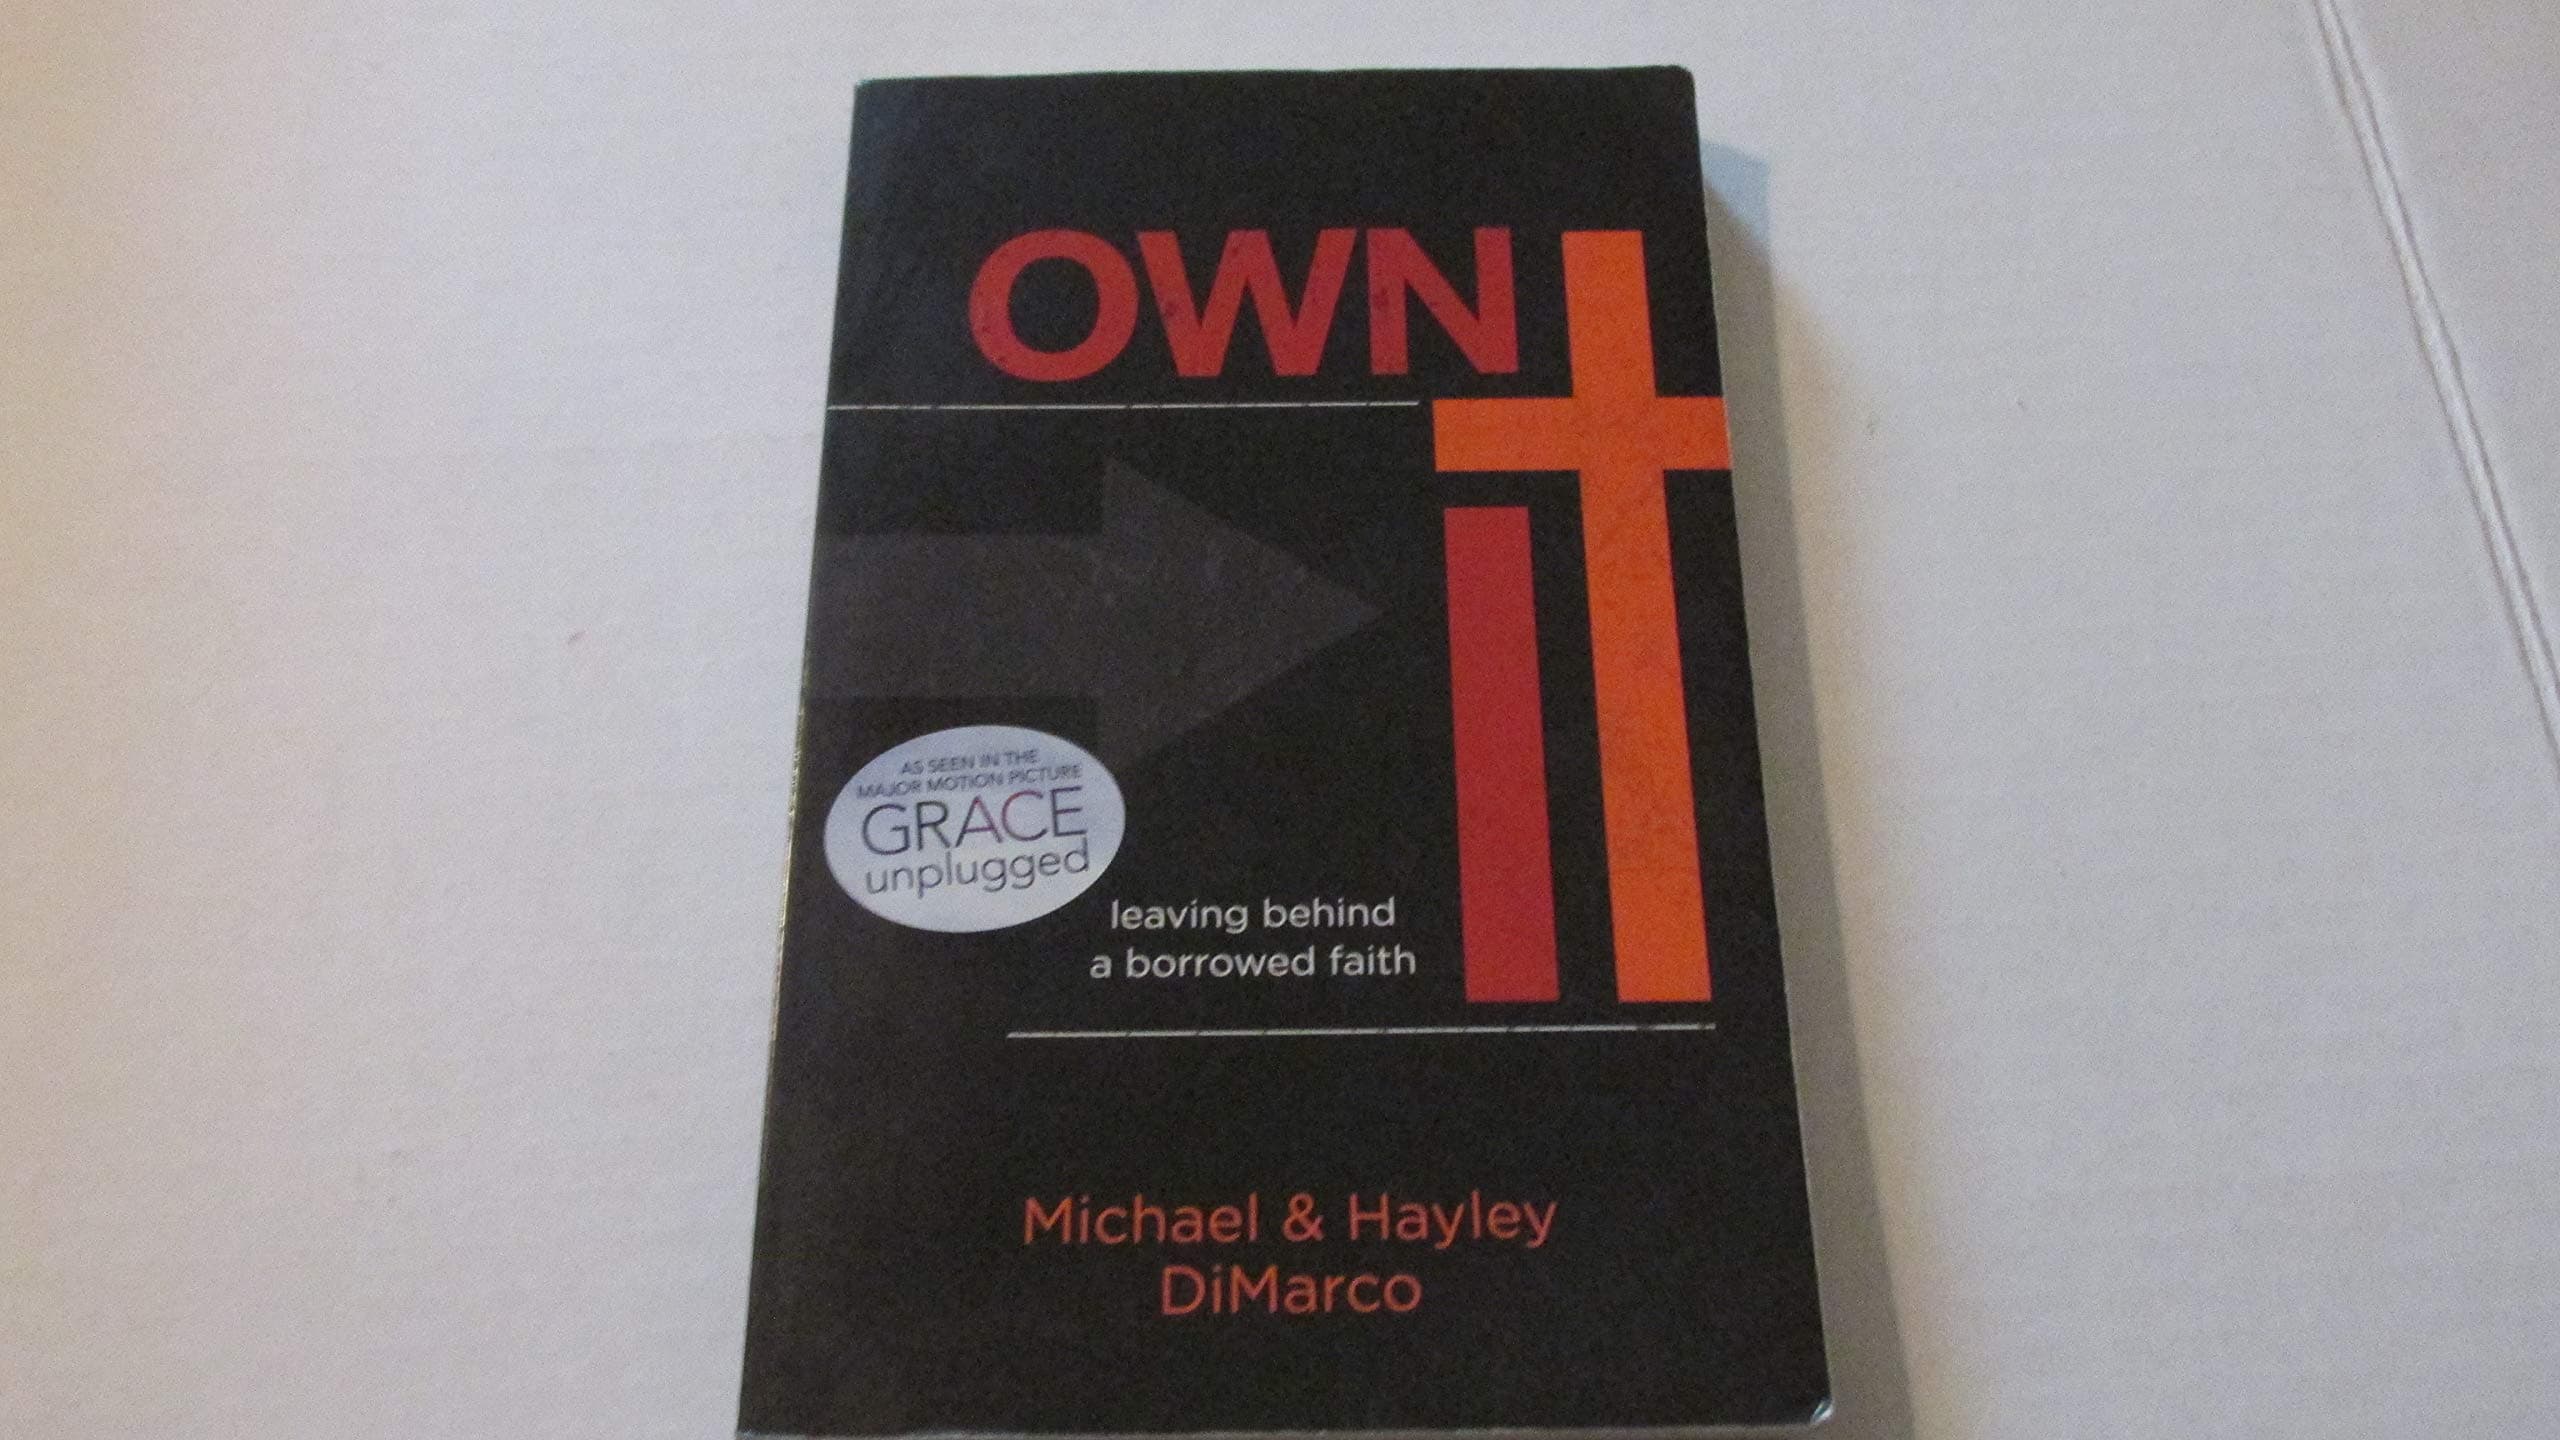 OWN
it
AS SEEN IN THE
MAJOR MOTION PICTURE
GRACE
unplugged
leaving behind
a borrowed faith
Michael & Hayley
DiMarco